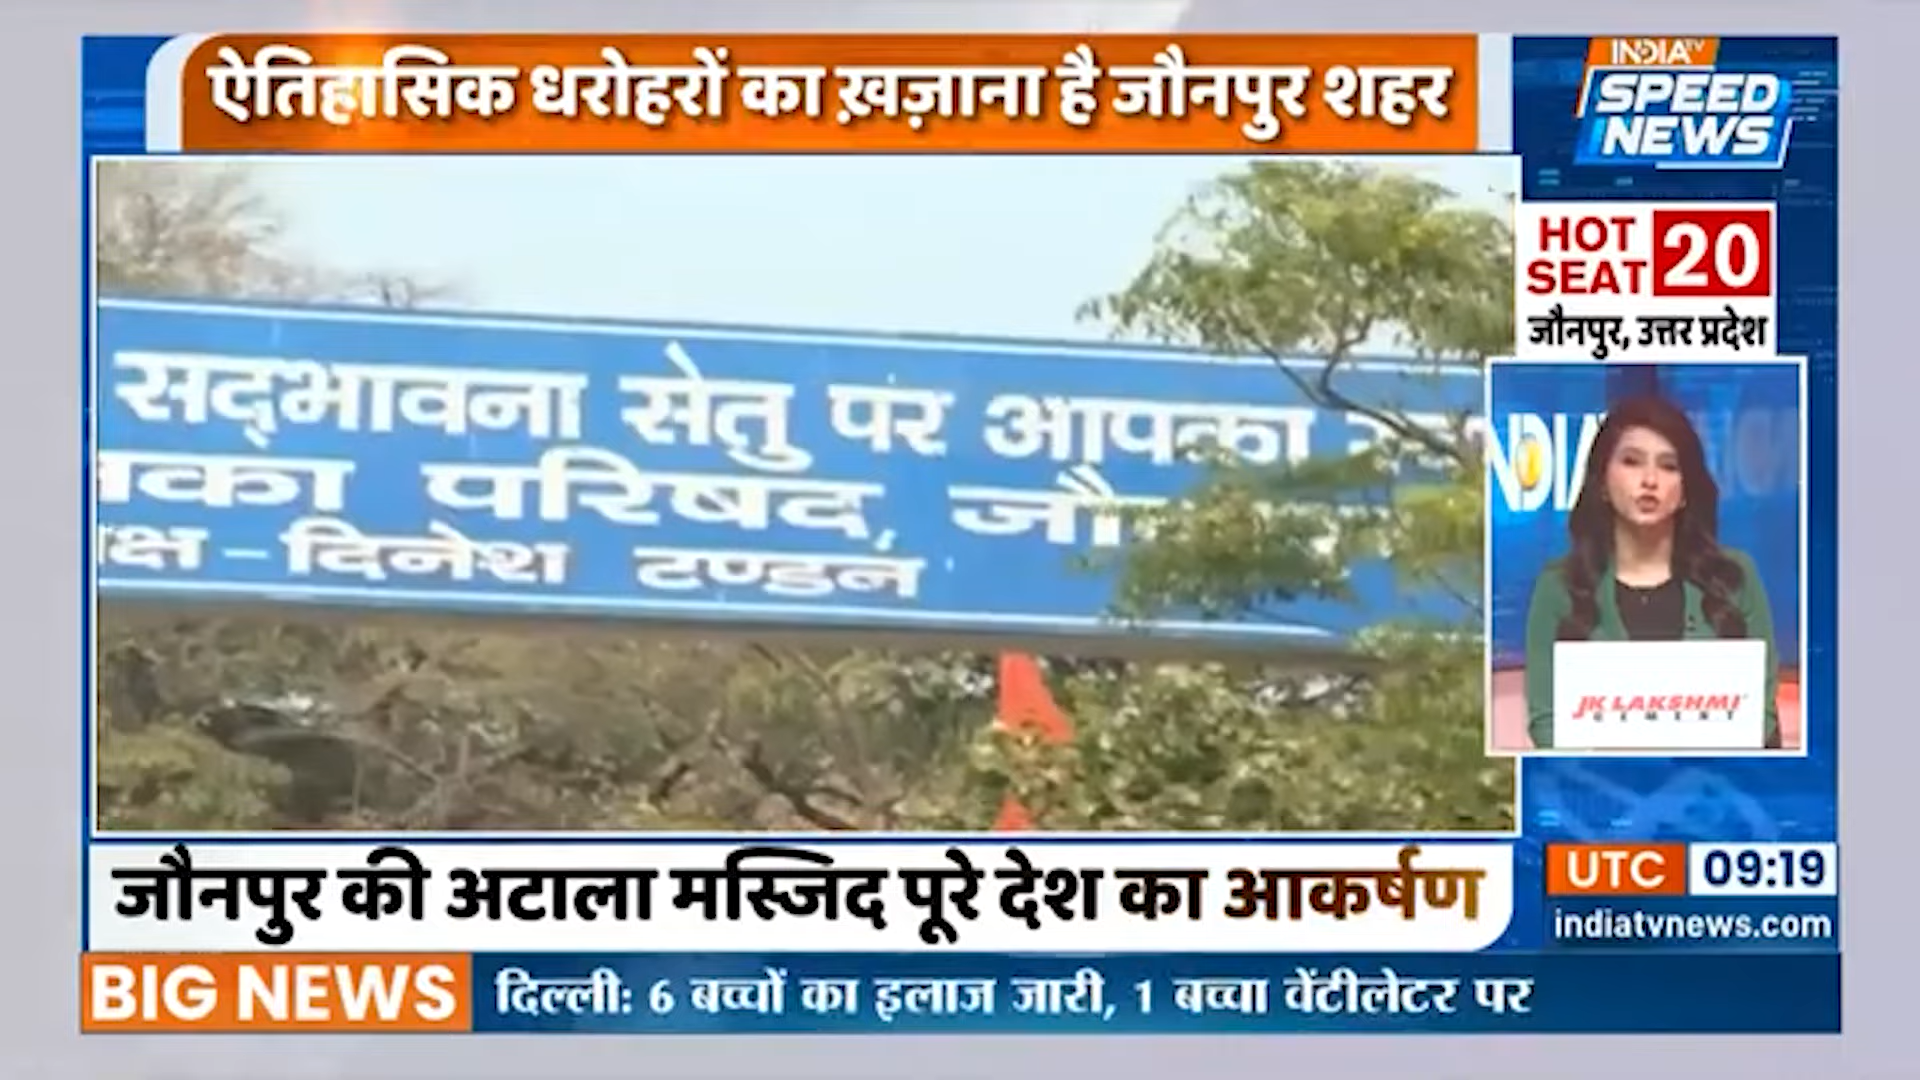 ऐतिहासिक धरोहरों का ख़ज़ाना है जौनपुर शहर
INDIA TV
SPEED
NEWS
HOT
SEAT 20
जौनपुर, उत्तर प्रदेश
सद्भावना सेतु पर आपका
परिषद, जौ
दिनेश टण्डन
INDIA
JK LAKSHMI
CEMENT
जौनपुर की अटाला मस्जिद पूरे देश का आकर्षण
UTC 09:19
indiatvnews.com
BIG NEWS दिल्ली: 6 बच्चों का इलाज जारी, 1 बच्चा वेंटीलेटर पर